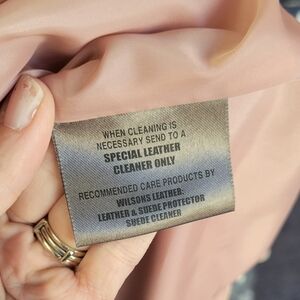 WHEN CLEANING IS
NECESSARY SEND TO A
SPECIAL LEATHER
CLEANER ONLY
RECOMMENDED CARE PRODUCTS BY
WILSONS LEATHER:
LEATHER & SUEDE PROTECTOR
SUEDE CLEANER